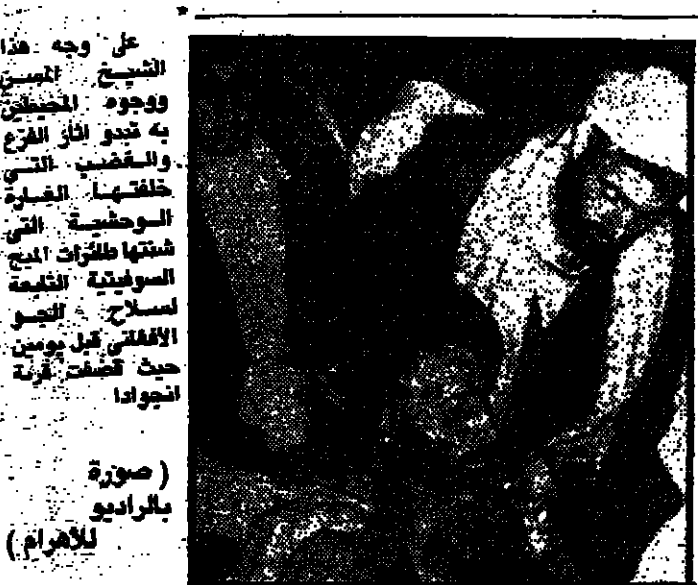 على وجه هذا
الشيخ المسن
ووجوه المحيطين
به تبدو اثار الفزع
والغضب التي
خلفتها الغارة
الوحشية التي
شنتها طائرات الميج
السوفيتية التابعة
لسلاح الجو
الأفغاني قبل يومين
حيث قصفت قرية
انجوادا
( صورة
بالراديو
للأهرام )